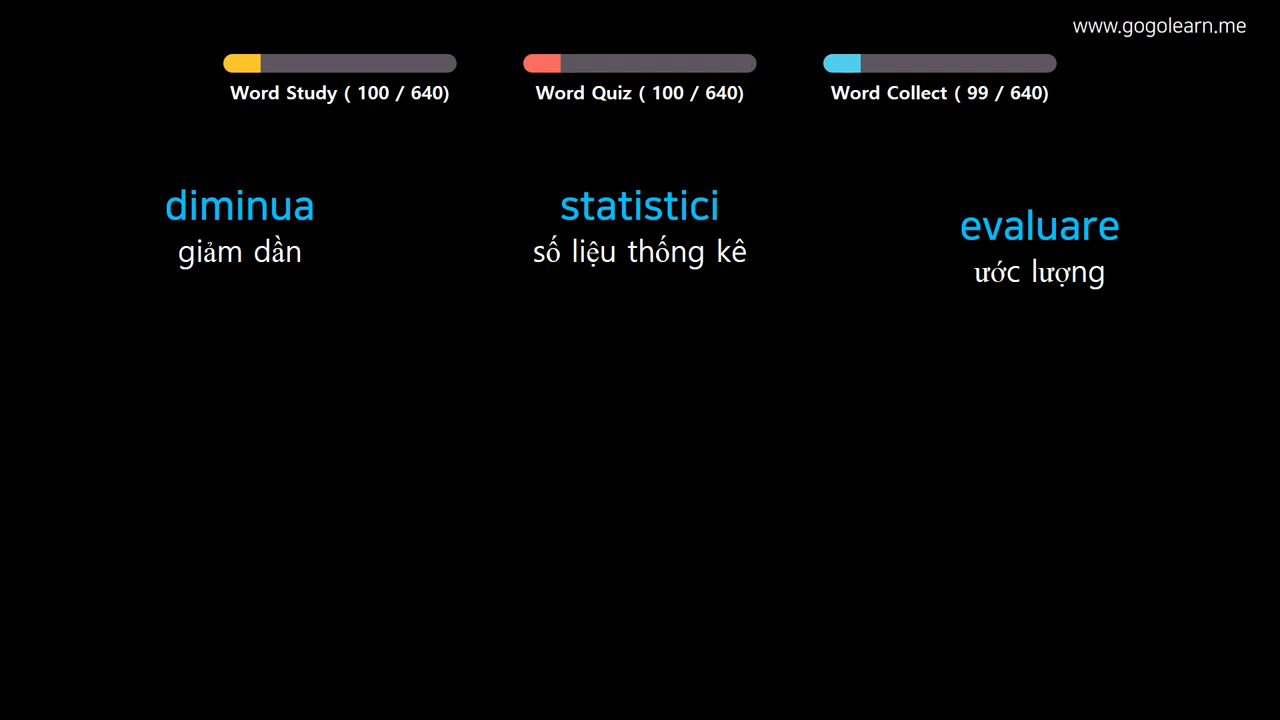 www.gogolearn.me
Word Study ( 100 / 640)
Word Quiz ( 100 / 640)
Word Collect ( 99 / 640)
diminua
giảm dần
statistici
số liệu thống kê
evaluare
ước lượng